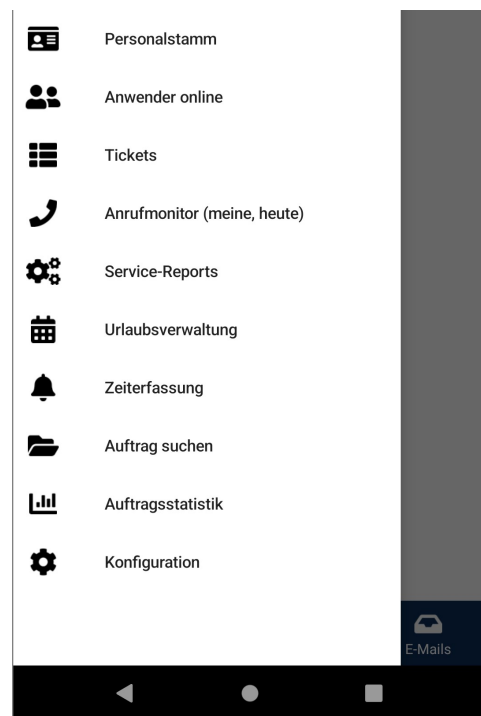 Personalstamm
Anwender online
Tickets
Anrufmonitor (meine, heute)
Service-Reports
Urlaubsverwaltung
Zeiterfassung
Auftrag suchen
Auftragsstatistik
Konfiguration
E-Mails